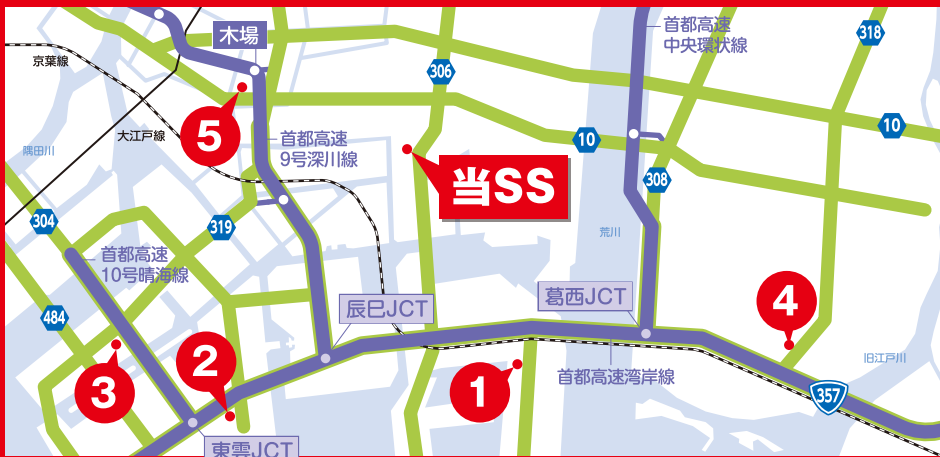 木場
首都高速
中央環状線
318
京葉線
306
大江戸線
5
10
10
首都高速
9号深川線
隅田川
当SS
308
304
319
荒川
首都高速
10号晴海線
辰巳JCT
葛西JCT
4
484
2
3
1
首都高速湾岸線
旧江戸川
357
東雲JCT